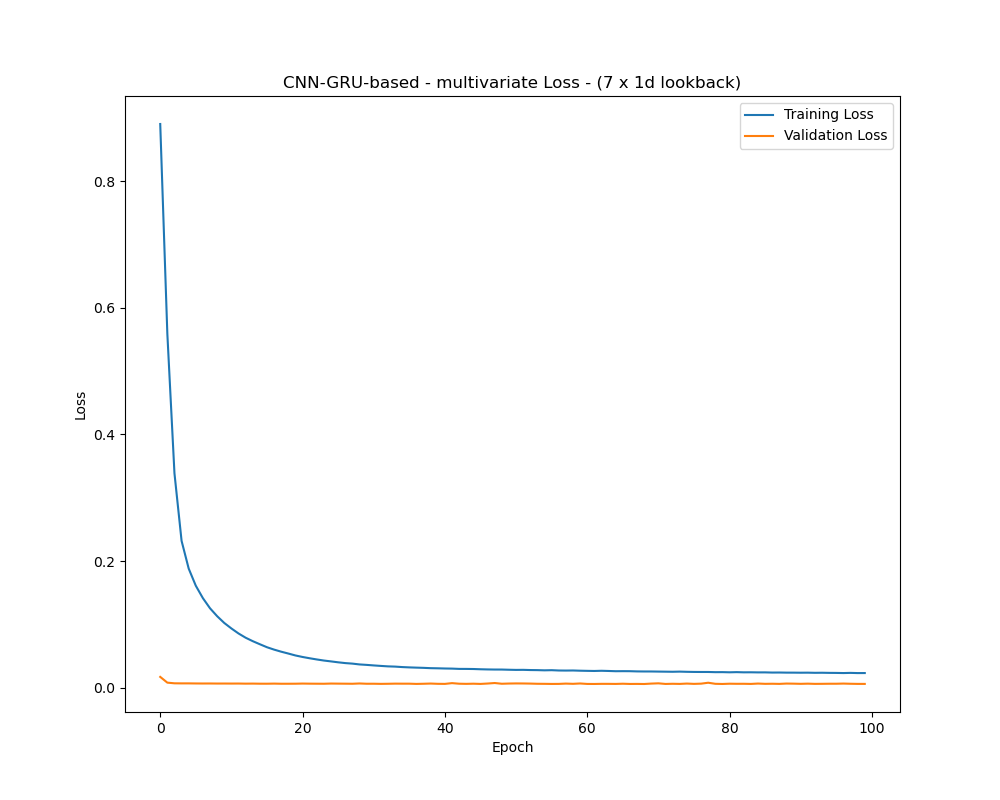 CNN-GRU-based - multivariate Loss - (7 x 1d lookback)
Training Loss
Validation Loss
0.8
0.6
0.4
0.2
0.0
Loss
0 20 40 60 80 100
Epoch